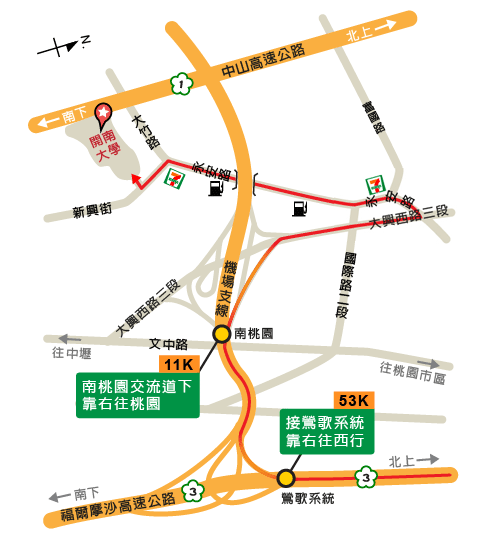 N
北上
中山高速公路
1
南下
開南
大學
大竹路
富國路
永安路
7
7
永安路
新興街
大興西路三段
國際路二段
機場支線
大興西路三段
南桃園
文中路
往中壢
往桃園市區
11K
南桃園交流道下
靠右往桃園
53K
接鶯歌系統
靠右往西行
北上
3
3
南下
鶯歌系統
福爾摩沙高速公路